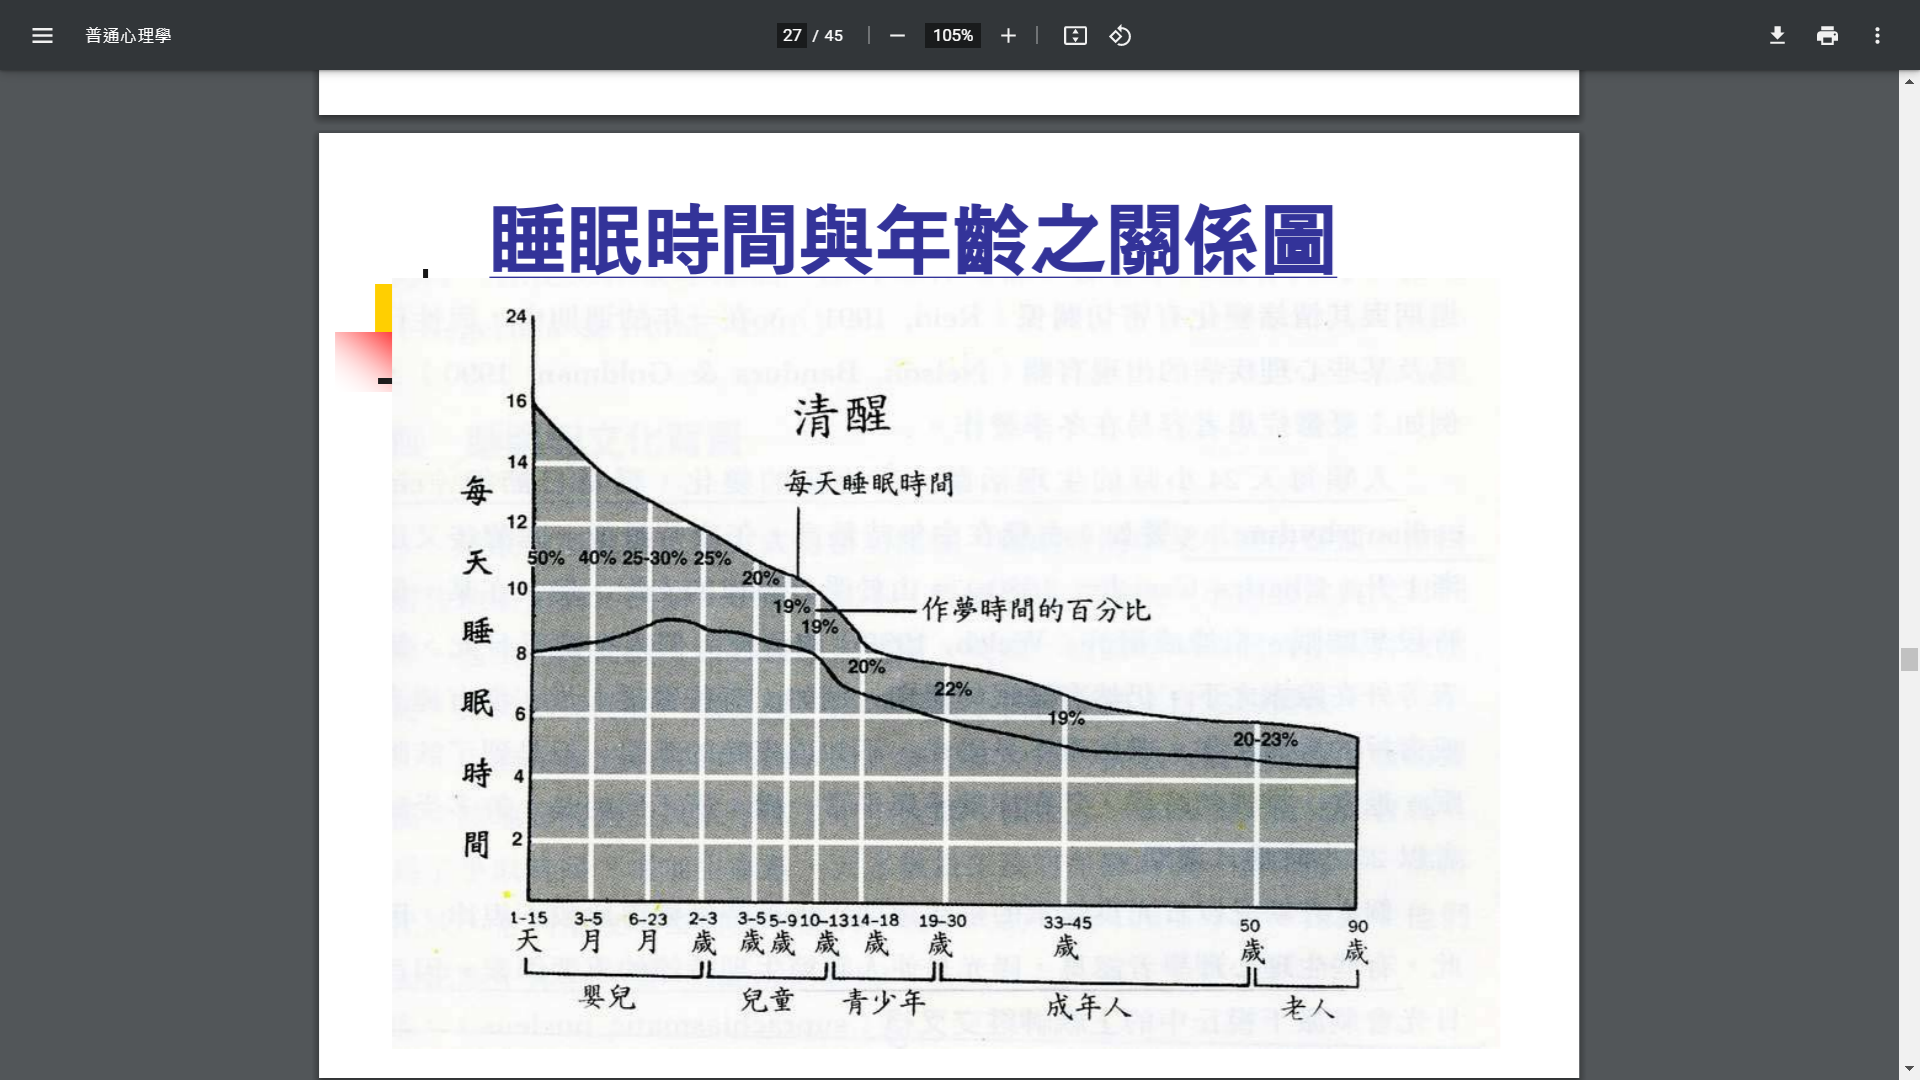 普通心理學
27 / 45
105%
睡眠時間與年齡之關係圖
24
16
14
12
10
8
6
4
2
每天睡眠時間
清醒
每天睡眠時間
作夢時間的百分比
50% 40% 25-30% 25%
20%
19%
19%
20%
22%
19%
20-23%
1-15 3-5 6-23 2-3 3-5 5-9 10-13 14-18 19-30 33-45 50 90
天 月 月 歲 歲 歲 歲 歲 歲 歲 歲 歲
嬰兒 兒童 青少年 成年人 老人